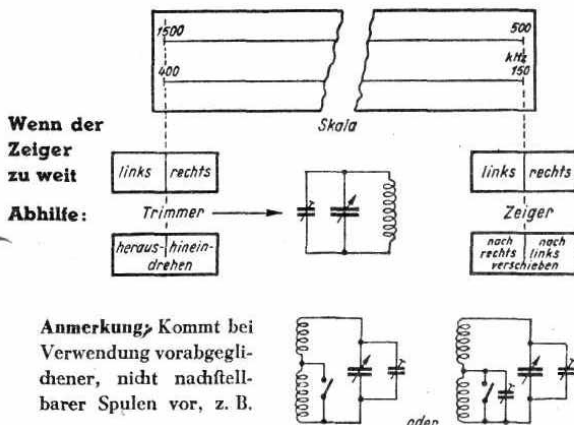 1500 500
kHz
400 150
Skala
Wenn der
Zeiger
zu weit
links rechts
links rechts
Abhilfe:
Trimmer
Zeiger
heraus- hinein-
drehen
nach rechts nach links
verschieben
Anmerkung: Kommt bei
Verwendung vorabgegli-
chener, nicht nachstell-
barer Spulen vor, z. B.
oder